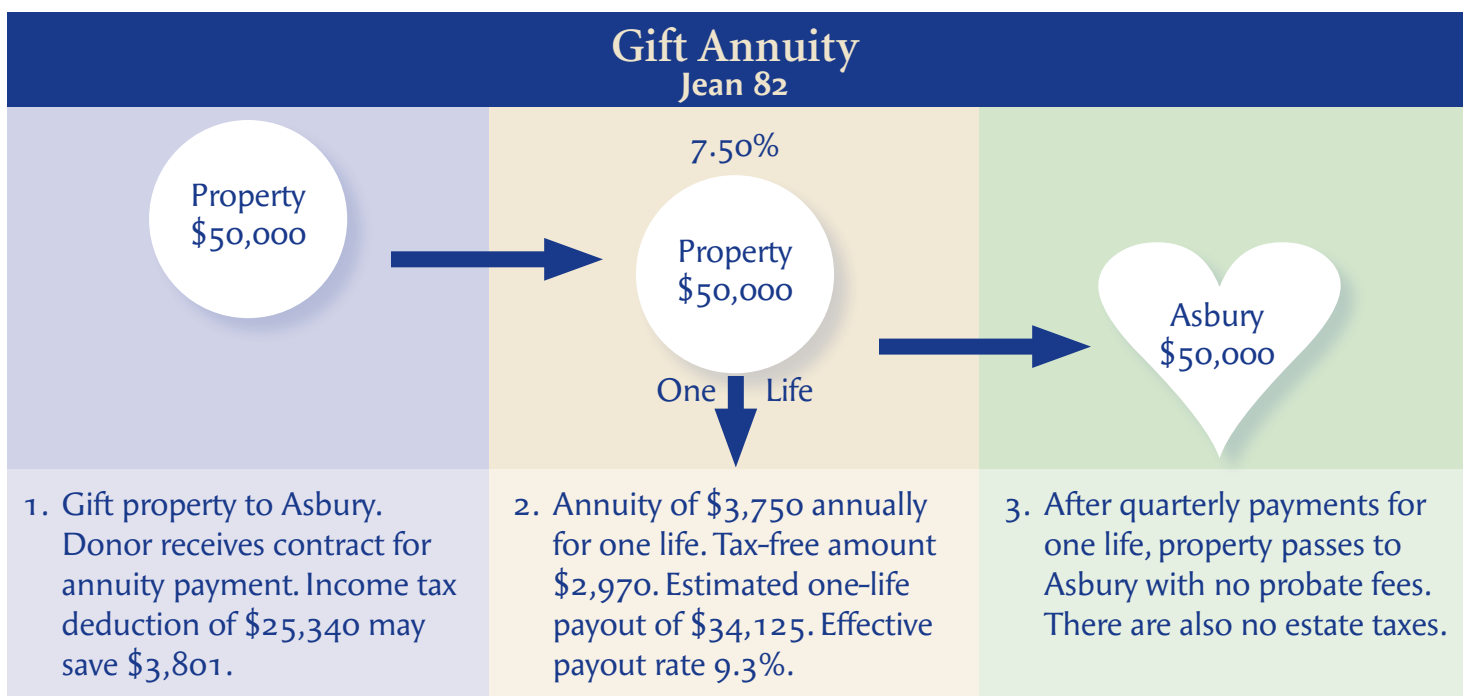 Gift Annuity
Jean 82
Property
$50,000
7.50%
Property
$50,000
One Life
Asbury
$50,000
1. Gift property to Asbury.
Donor receives contract for
annuity payment. Income tax
deduction of $25,340 may
save $3,801.
2. Annuity of $3,750 annually
for one life. Tax-free amount
$2,970. Estimated one-life
payout of $34,125. Effective
payout rate 9.3%.
3. After quarterly payments for
one life, property passes to
Asbury with no probate fees.
There are also no estate taxes.